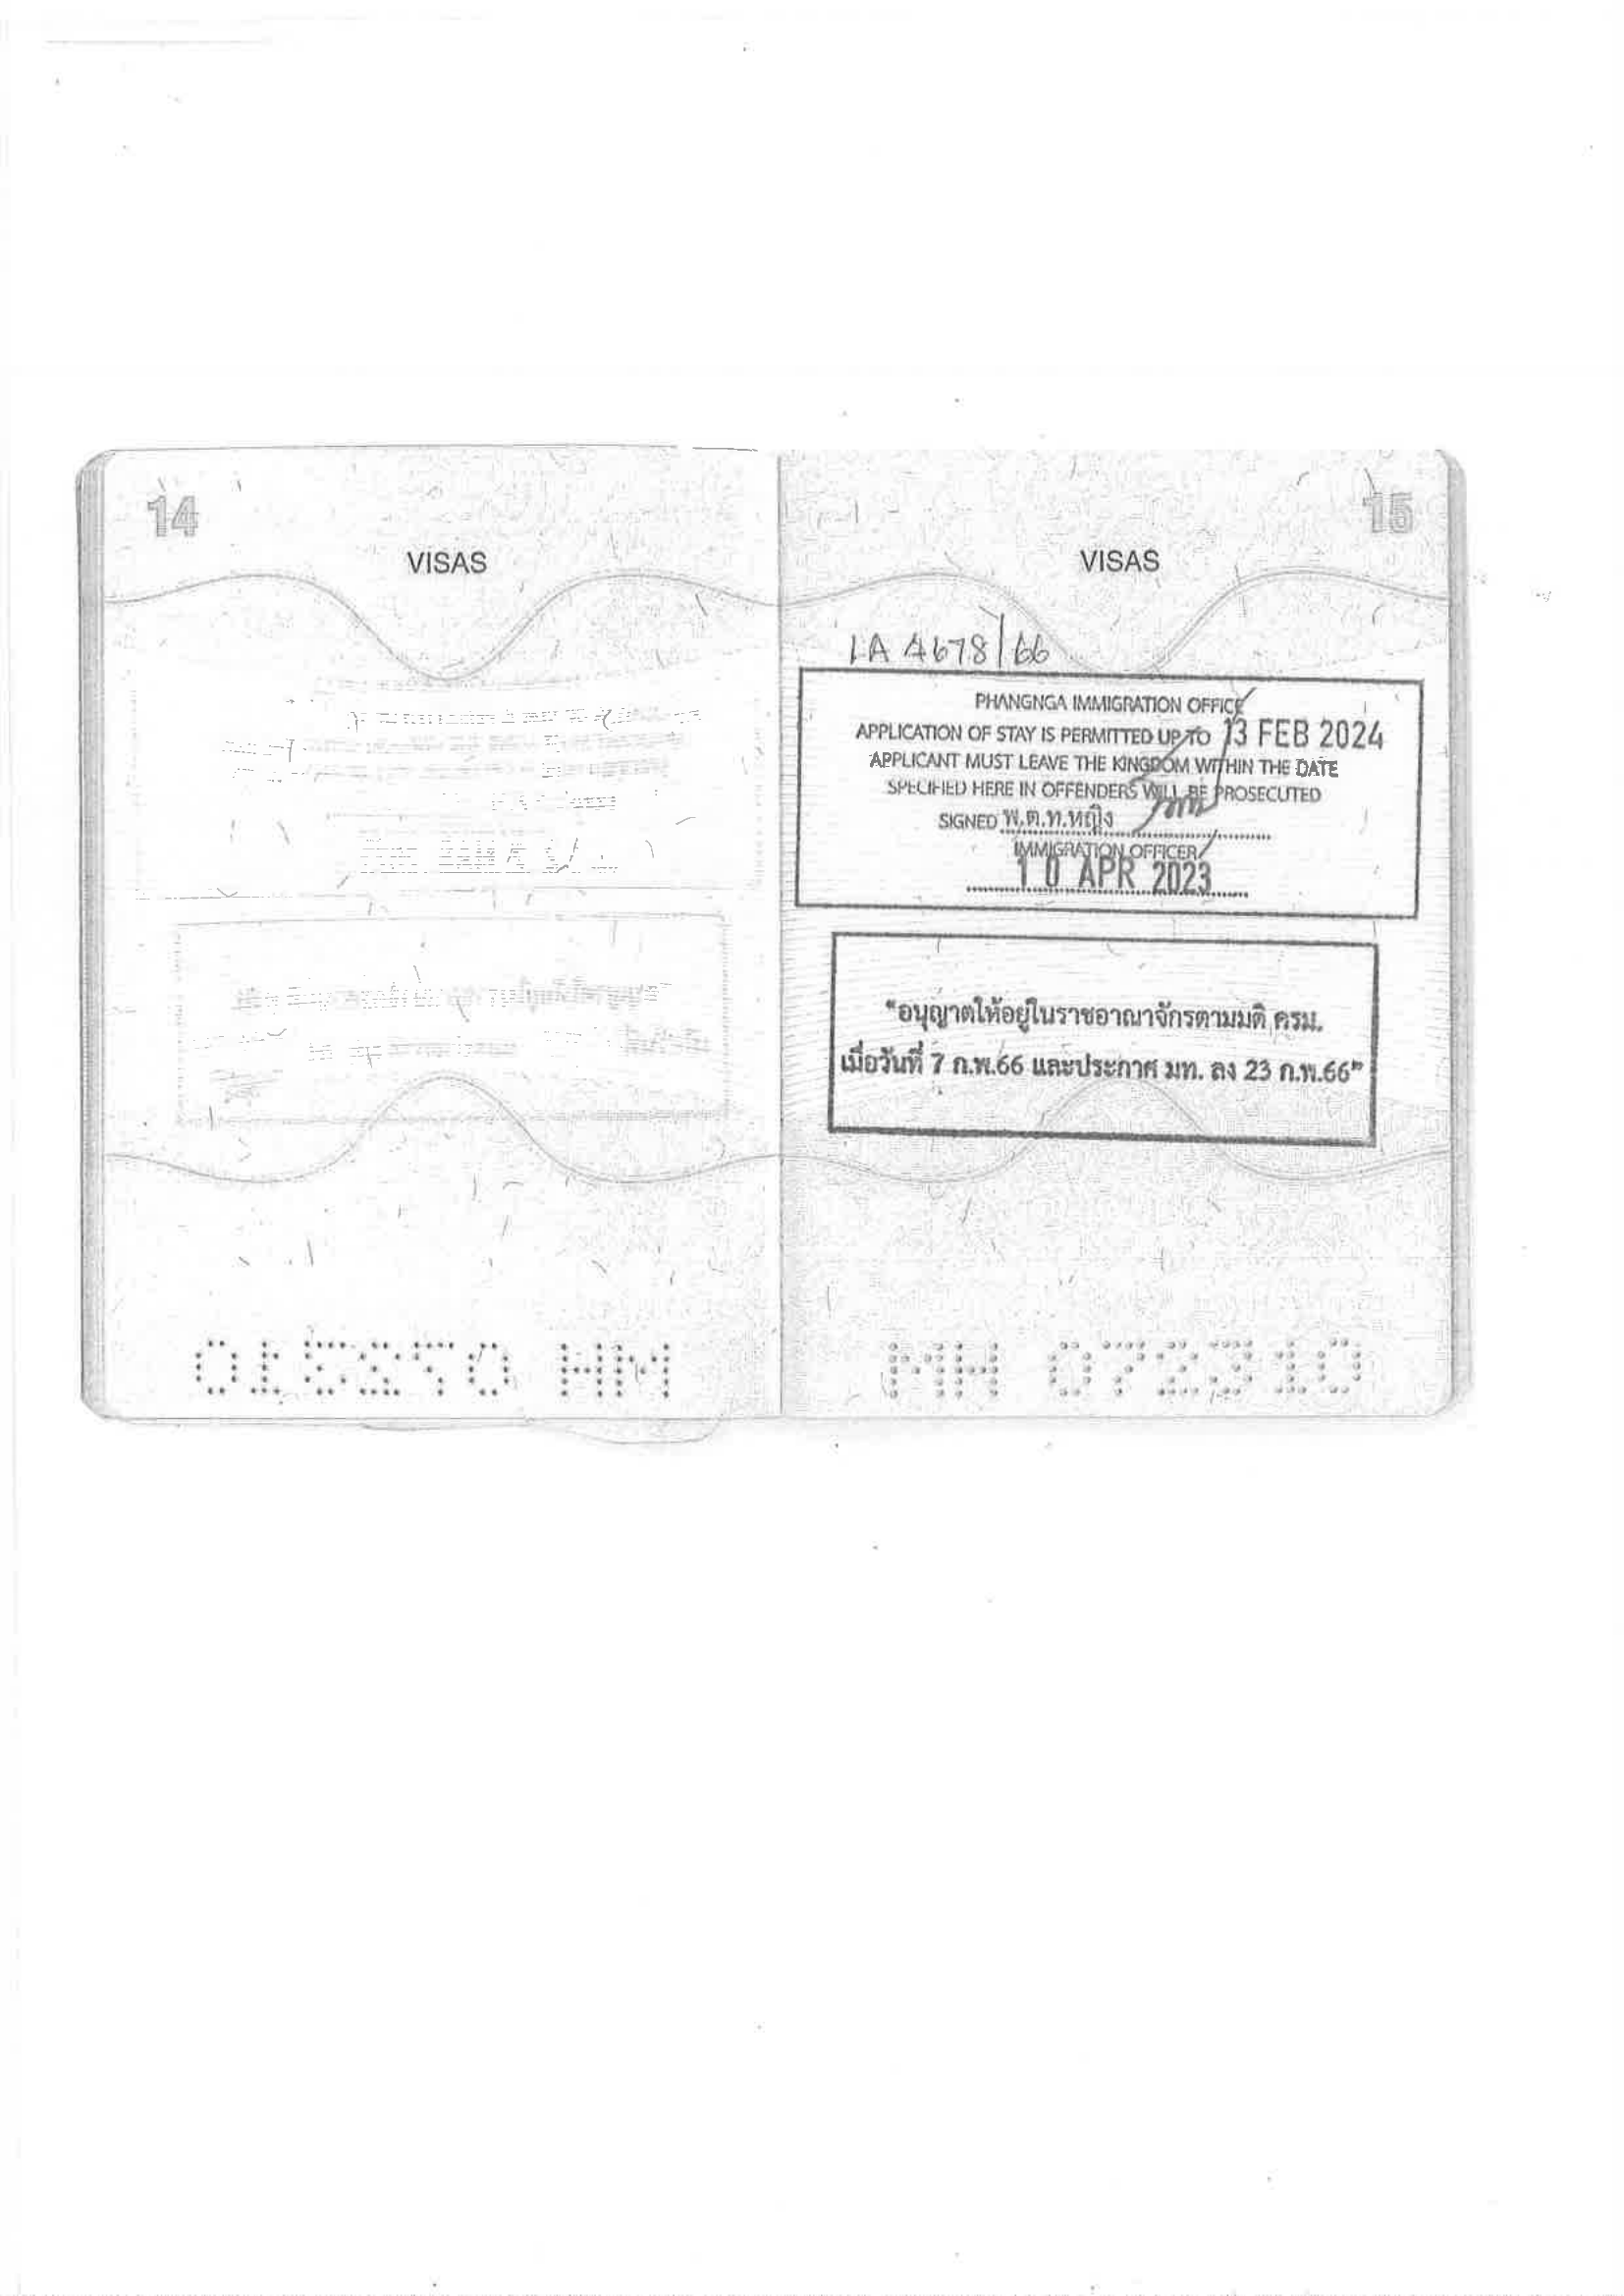 14
VISAS
15
VISAS
LA 4678/66
PHANGNGA IMMIGRATION OFFICE
APPLICATION OF STAY IS PERMITTED UP TO 13 FEB 2024
APPLICANT MUST LEAVE THE KINGDOM WITHIN THE DATE
SPECIFIED HERE IN OFFENDERS WILL BE PROSECUTED
SIGNED พ.ต.ท.หญิง
IMMIGRATION OFFICER
10 APR 2023
"อนุญาตให้อยู่ในราชอาณาจักรตามมติ ครม.
เมื่อวันที่ 7 ก.พ.66 และประกาศ มท. ลง 23 ก.พ.66"
MH 072310